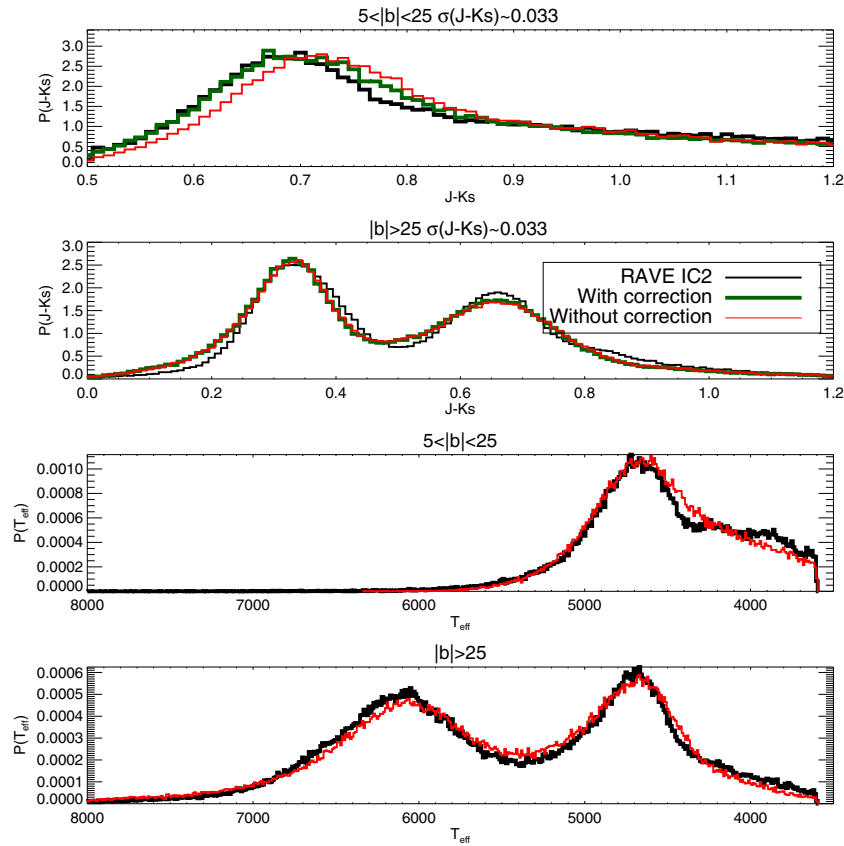 5<|b|<25 σ(J-Ks)~0.033
P(J-Ks)
3.0
2.5
2.0
1.5
1.0
0.5
0.0
0.5 0.6 0.7 0.8 0.9 1.0 1.1 1.2
J-Ks
|b|>25 σ(J-Ks)~0.033
P(J-Ks)
3.0
2.5
2.0
1.5
1.0
0.5
0.0
RAVE IC2
With correction
Without correction
0.0 0.2 0.4 0.6 0.8 1.0 1.2
J-Ks
5<|b|<25
P(T_eff)
0.0010
0.0008
0.0006
0.0004
0.0002
0.0000
8000 7000 6000 5000 4000
T_eff
|b|>25
P(T_eff)
0.0006
0.0005
0.0004
0.0003
0.0002
0.0001
0.0000
8000 7000 6000 5000 4000
T_eff